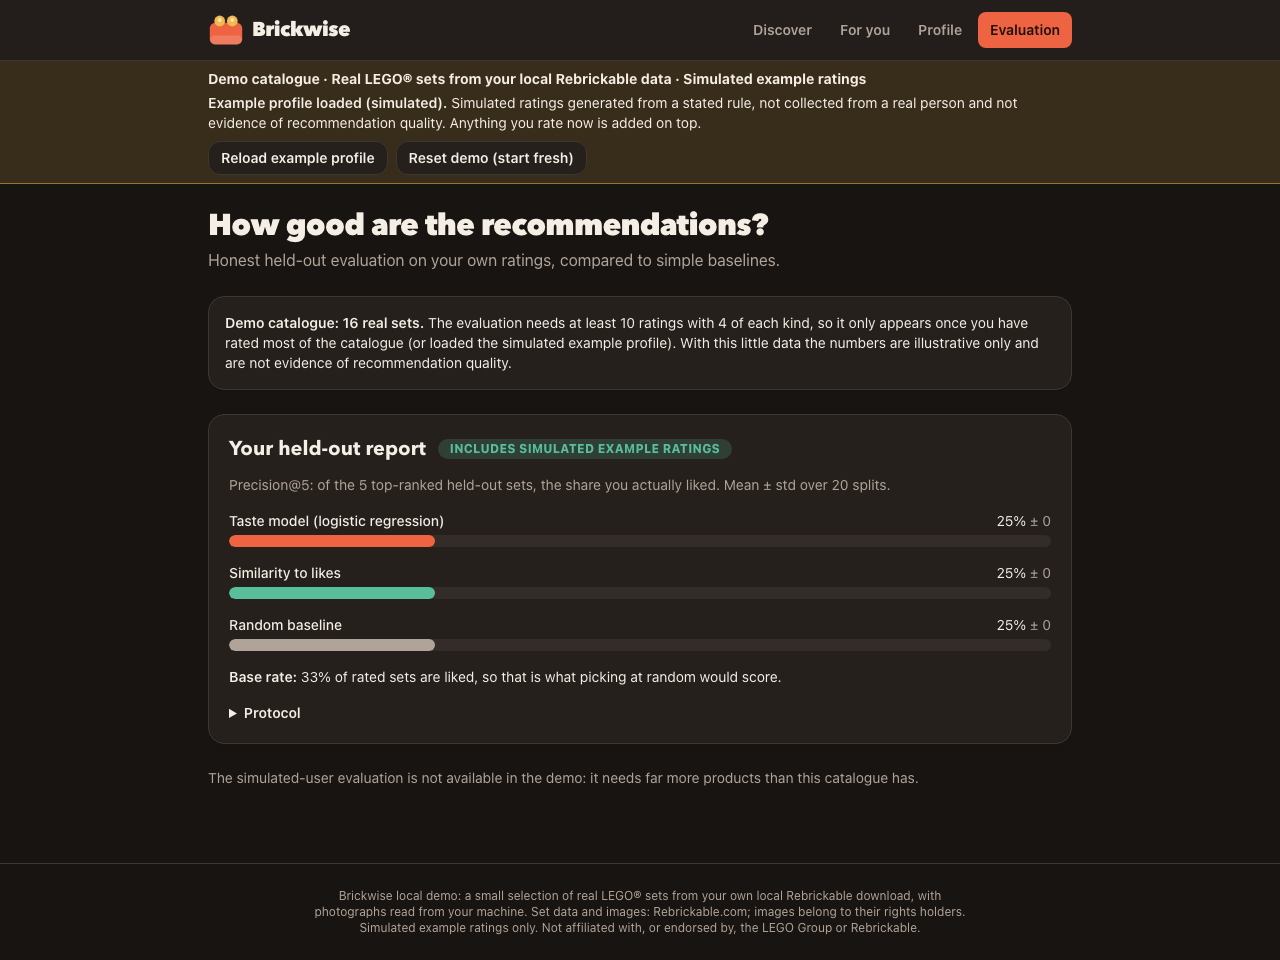 Brickwise
Discover
For you
Profile
Evaluation
Demo catalogue · Real LEGO® sets from your local Rebrickable data · Simulated example ratings
Example profile loaded (simulated). Simulated ratings generated from a stated rule, not collected from a real person and not
evidence of recommendation quality. Anything you rate now is added on top.
Reload example profile
Reset demo (start fresh)
How good are the recommendations?
Honest held-out evaluation on your own ratings, compared to simple baselines.
Demo catalogue: 16 real sets. The evaluation needs at least 10 ratings with 4 of each kind, so it only appears once you have
rated most of the catalogue (or loaded the simulated example profile). With this little data the numbers are illustrative only and
are not evidence of recommendation quality.
Your held-out report
INCLUDES SIMULATED EXAMPLE RATINGS
Precision@5: of the 5 top-ranked held-out sets, the share you actually liked. Mean ± std over 20 splits.
Taste model (logistic regression)
25% ± 0
Similarity to likes
25% ± 0
Random baseline
25% ± 0
Base rate: 33% of rated sets are liked, so that is what picking at random would score.
Protocol
The simulated-user evaluation is not available in the demo: it needs far more products than this catalogue has.
Brickwise local demo: a small selection of real LEGO® sets from your own local Rebrickable download, with
photographs read from your machine. Set data and images: Rebrickable.com; images belong to their rights holders.
Simulated example ratings only. Not affiliated with, or endorsed by, the LEGO Group or Rebrickable.